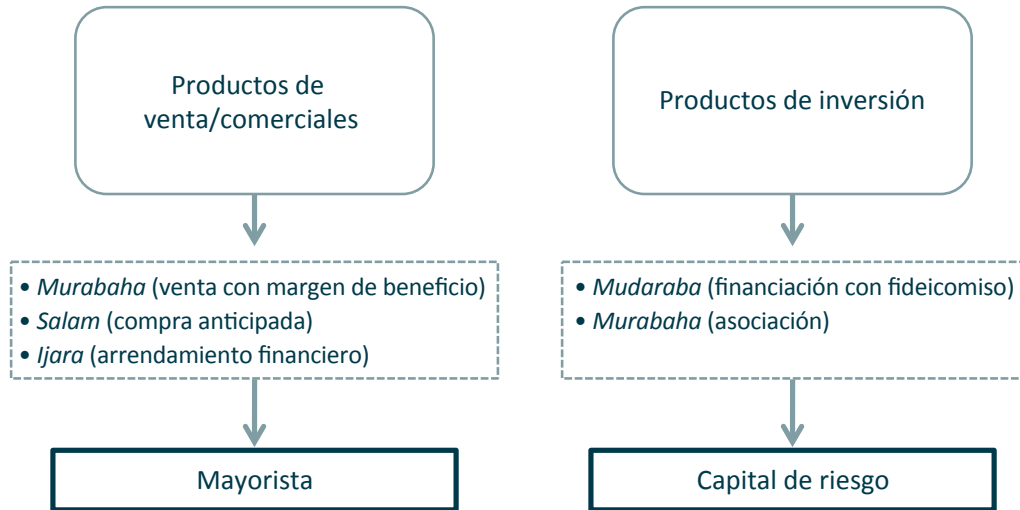 Productos de
venta/comerciales
• Murabaha (venta con margen de beneficio)
• Salam (compra anticipada)
• Ijara (arrendamiento financiero)
Mayorista
Productos de inversión
• Mudaraba (financiación con fideicomiso)
• Murabaha (asociación)
Capital de riesgo